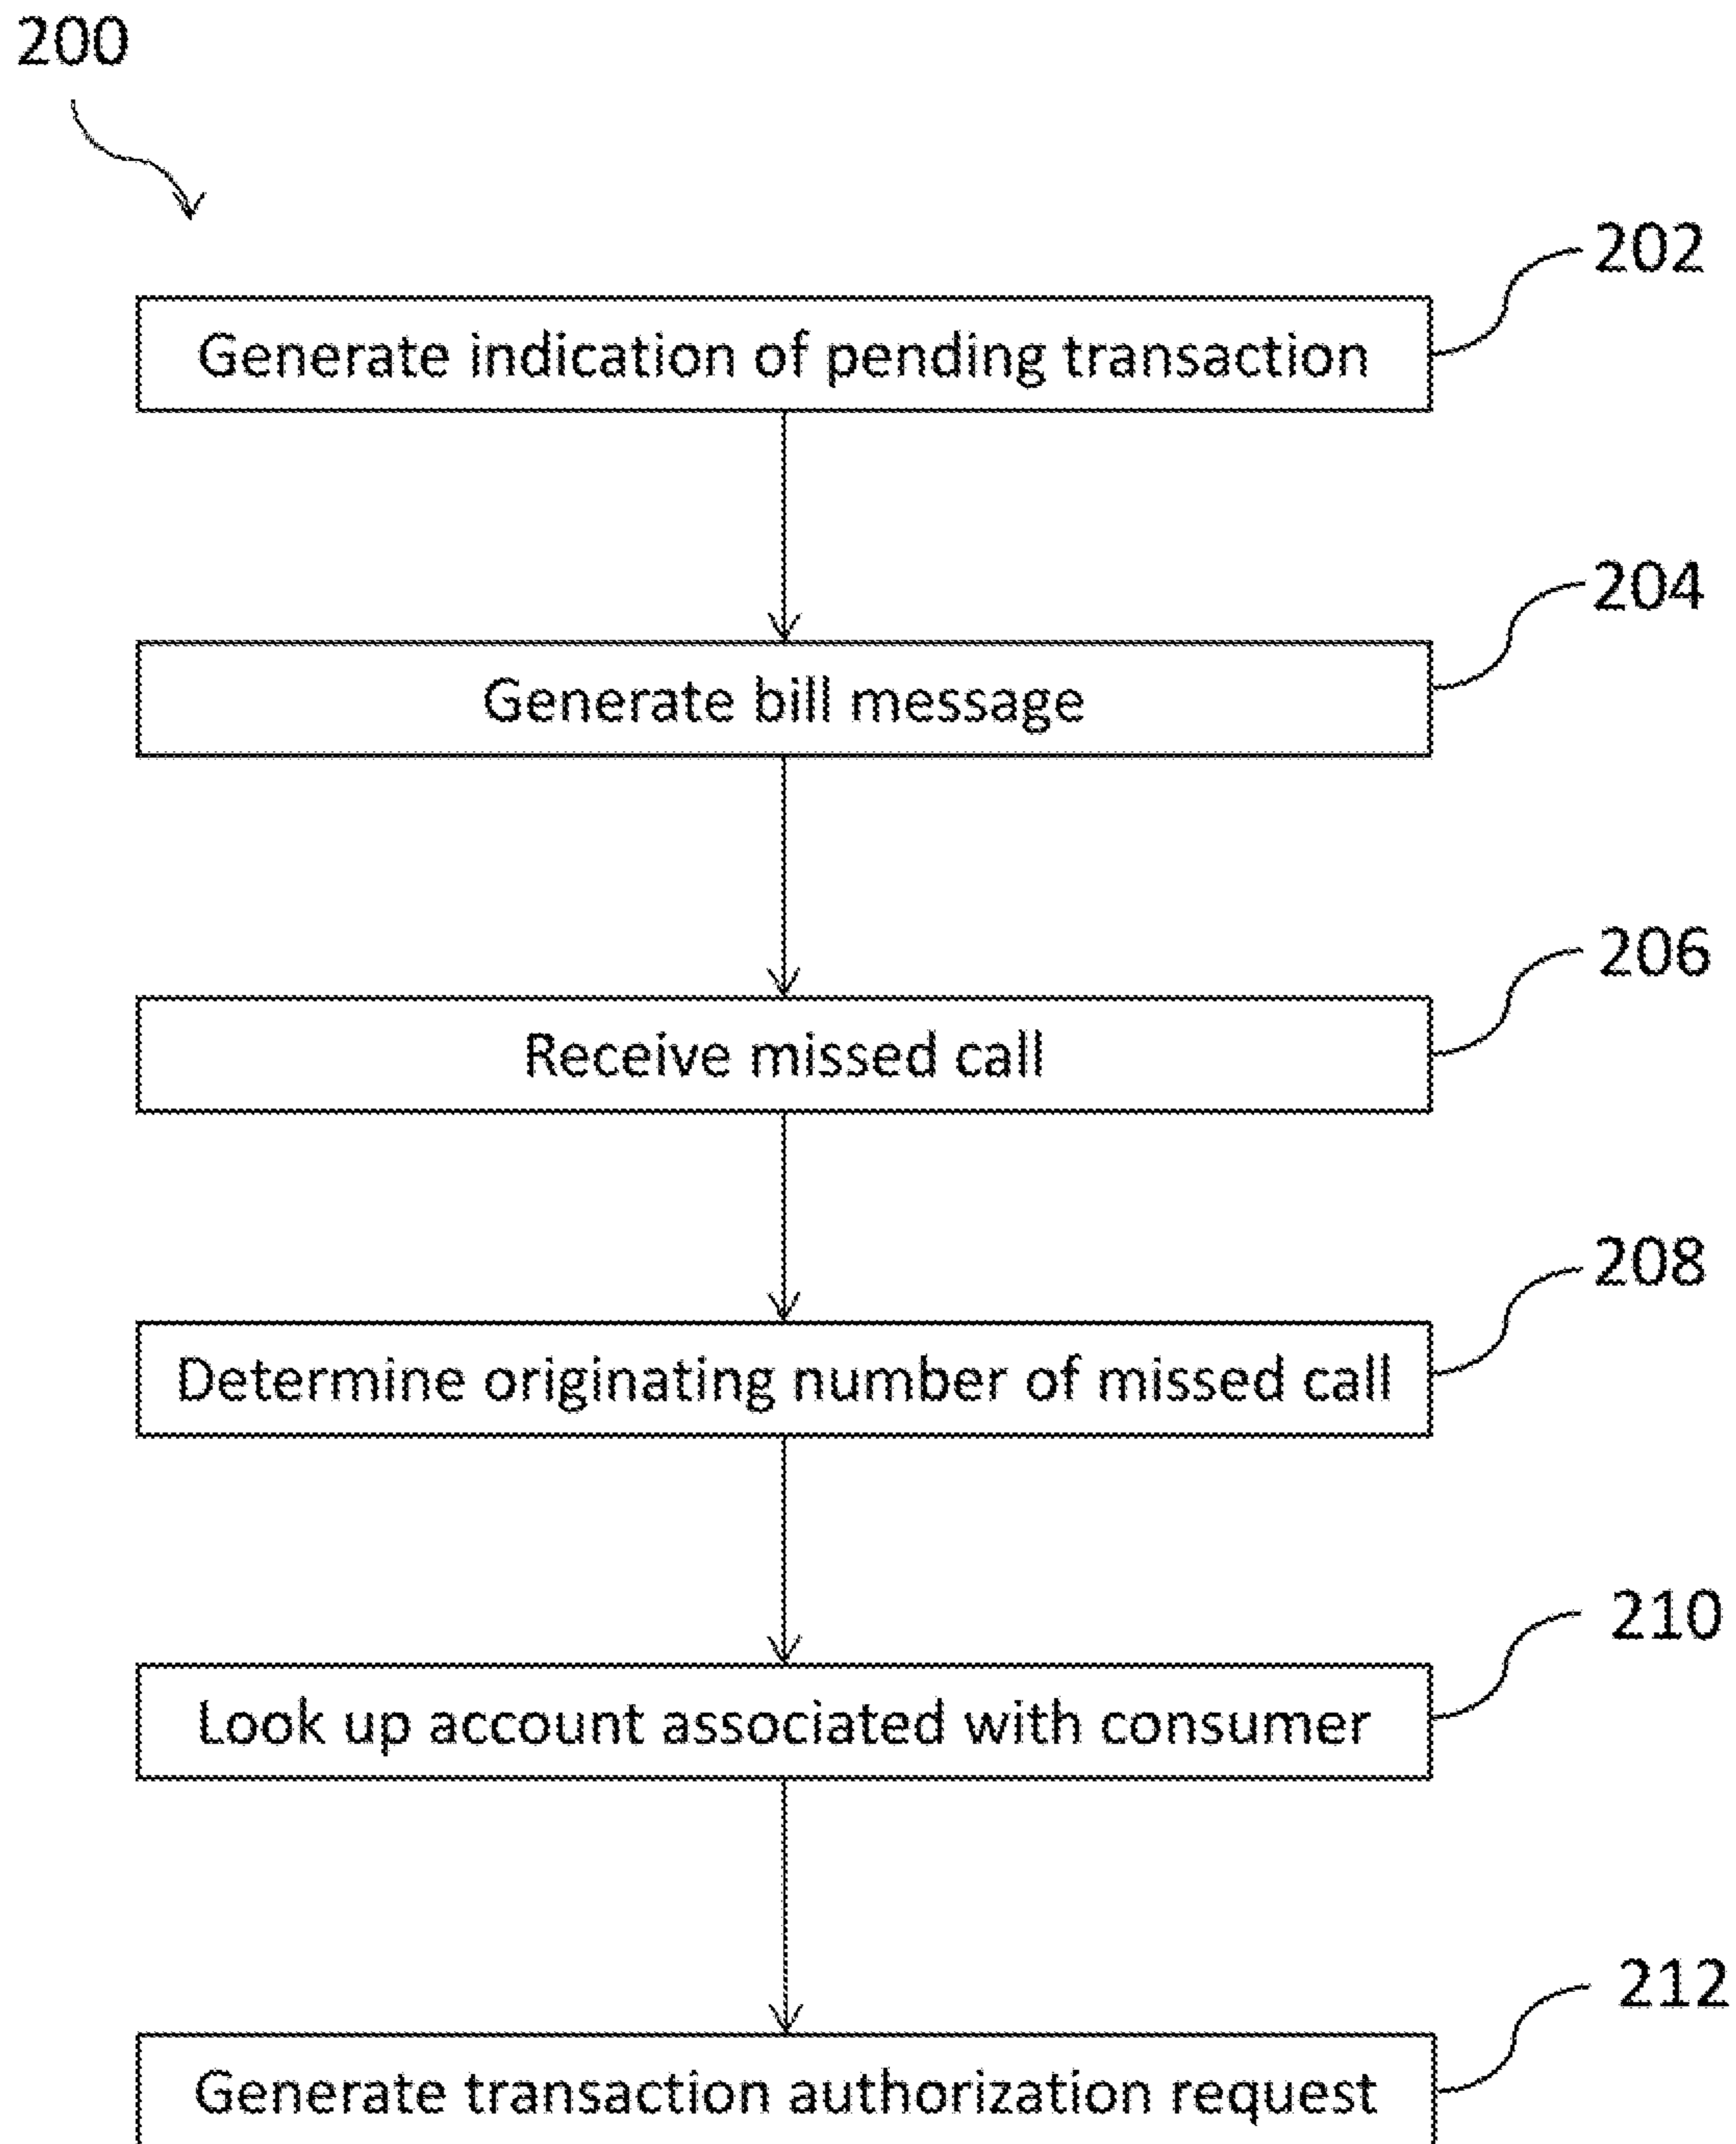 200
202
Generate indication of pending transaction
204
Generate bill message
206
Receive missed call
208
Determine originating number of missed call
210
Look up account associated with consumer
212
Generate transaction authorization request